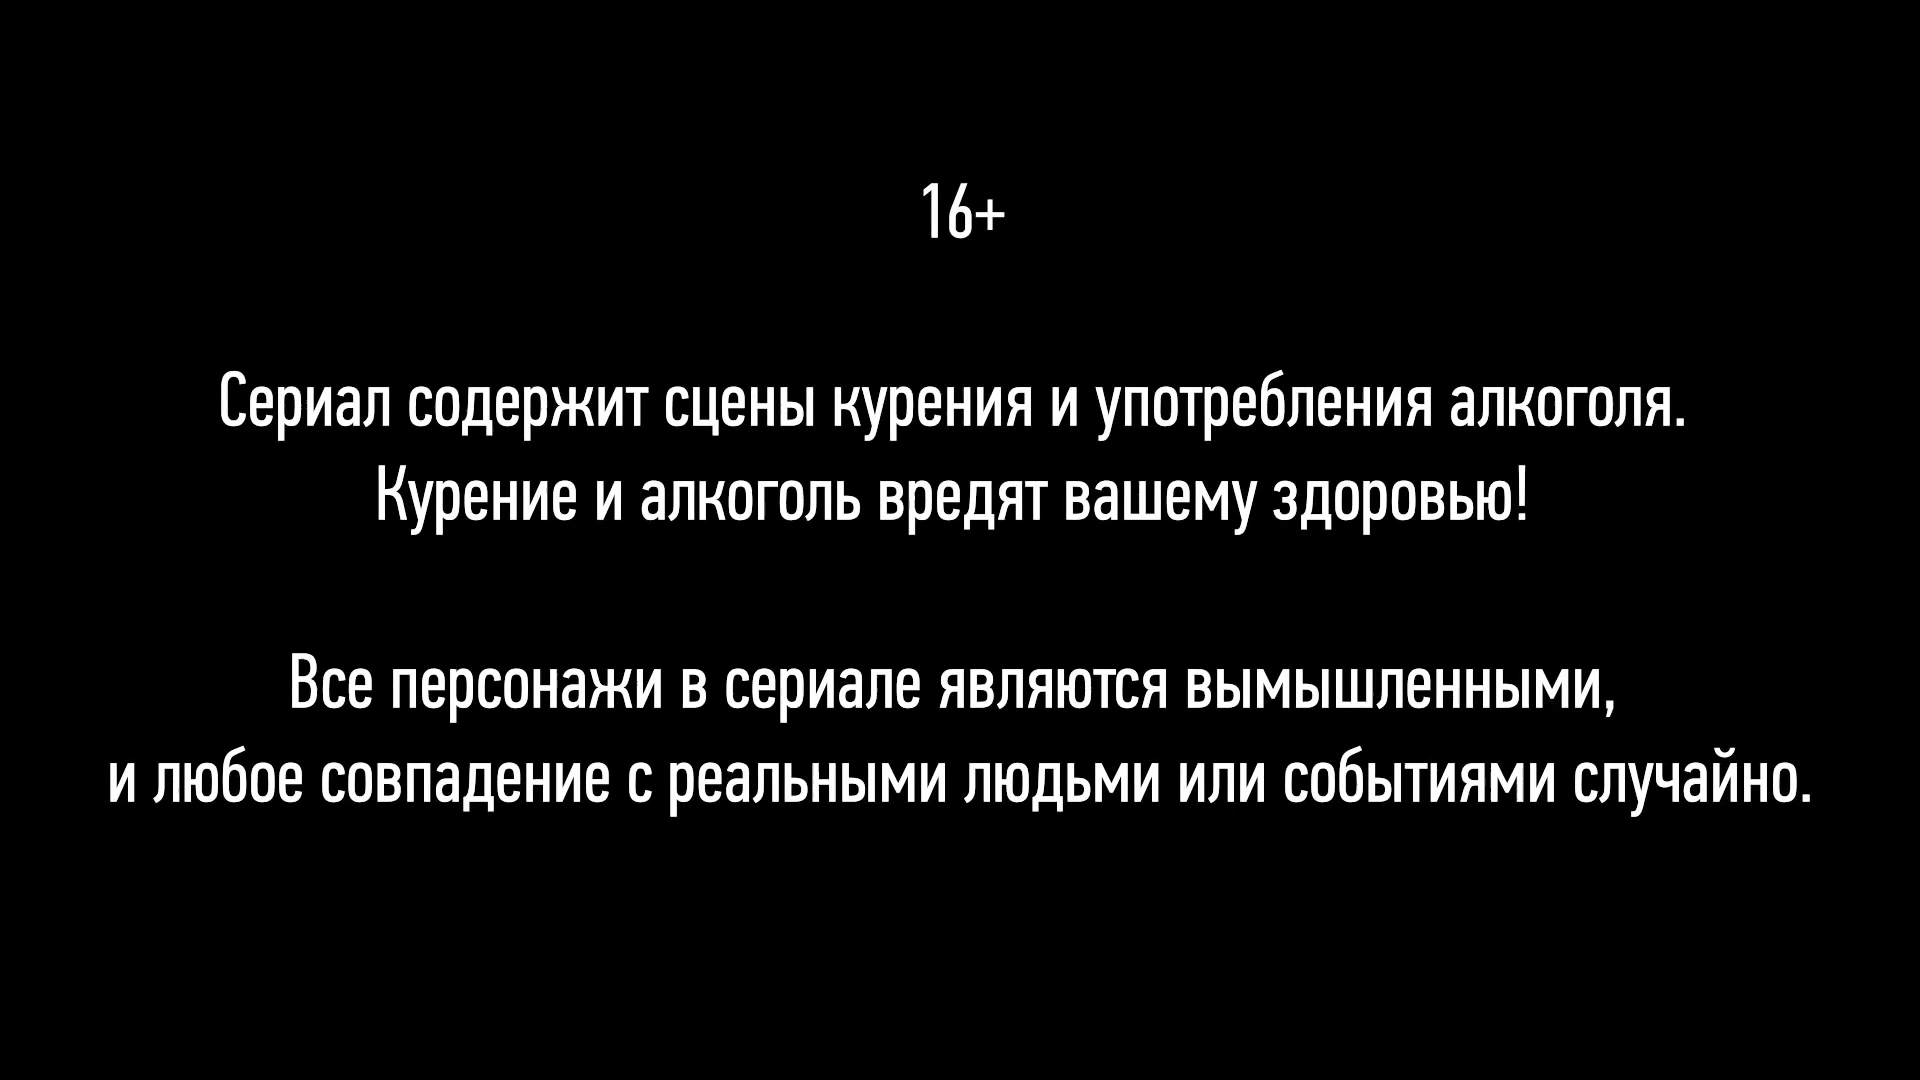 16+
Сериал содержит сцены курения и употребления алкоголя.
Курение и алкоголь вредят вашему здоровью!
Все персонажи в сериале являются вымышленными,
и любое совпадение с реальными людьми или событиями случайно.